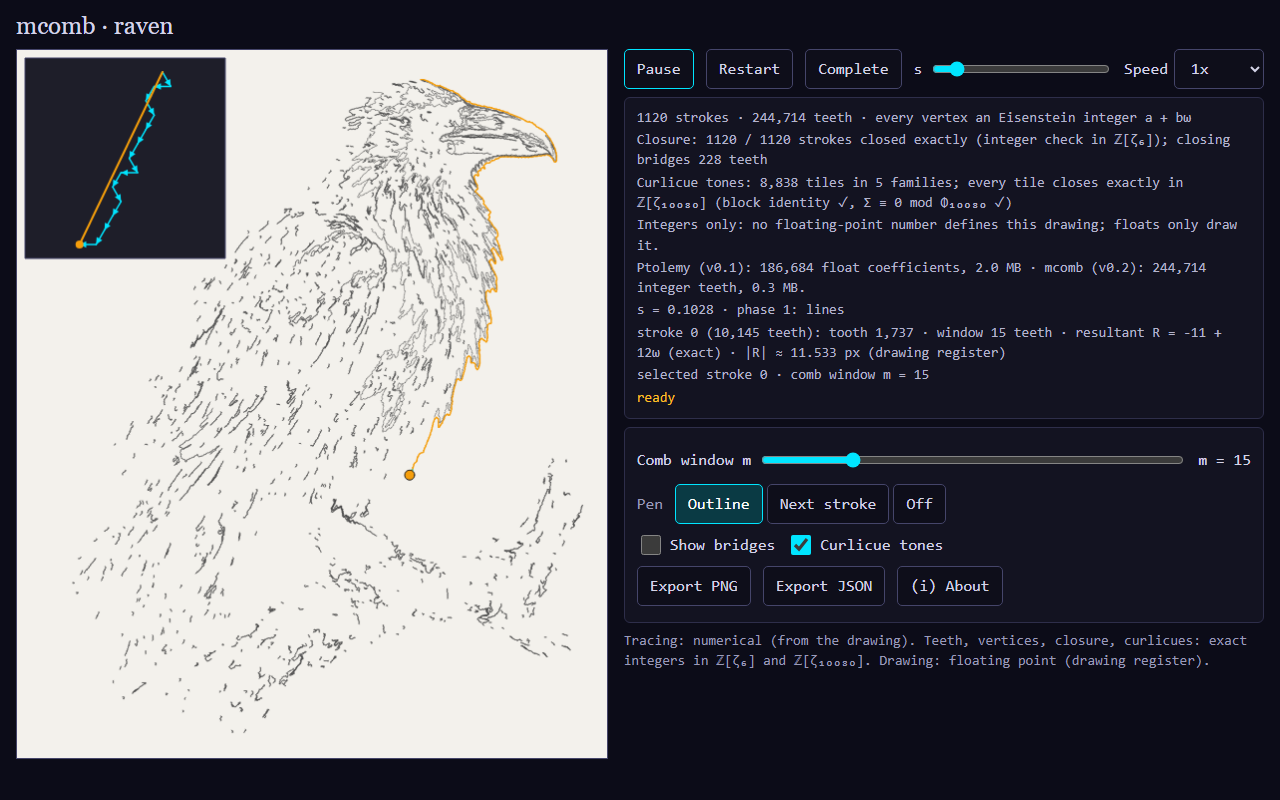 mcomb · raven
Pause Restart Complete s Speed 1x
1120 strokes · 244,714 teeth · every vertex an Eisenstein integer a + bω
Closure: 1120 / 1120 strokes closed exactly (integer check in ℤ[ζ₆]); closing
bridges 228 teeth
Curlicue tones: 8,838 tiles in 5 families; every tile closes exactly in
ℤ[ζ₁₀₀₈₀] (block identity ✓, Σ ≡ 0 mod Φ₁₀₀₈₀ ✓)
Integers only: no floating-point number defines this drawing; floats only draw
it.
Ptolemy (v0.1): 186,684 float coefficients, 2.0 MB · mcomb (v0.2): 244,714
integer teeth, 0.3 MB.
s = 0.1028 · phase 1: lines
stroke 0 (10,145 teeth): tooth 1,737 · window 15 teeth · resultant R = -11 +
12ω (exact) · |R| ≈ 11.533 px (drawing register)
selected stroke 0 · comb window m = 15
ready
Comb window m m = 15
Pen Outline Next stroke Off
Show bridges Curlicue tones
Export PNG Export JSON (i) About
Tracing: numerical (from the drawing). Teeth, vertices, closure, curlicues: exact
integers in ℤ[ζ₆] and ℤ[ζ₁₀₀₈₀]. Drawing: floating point (drawing register).